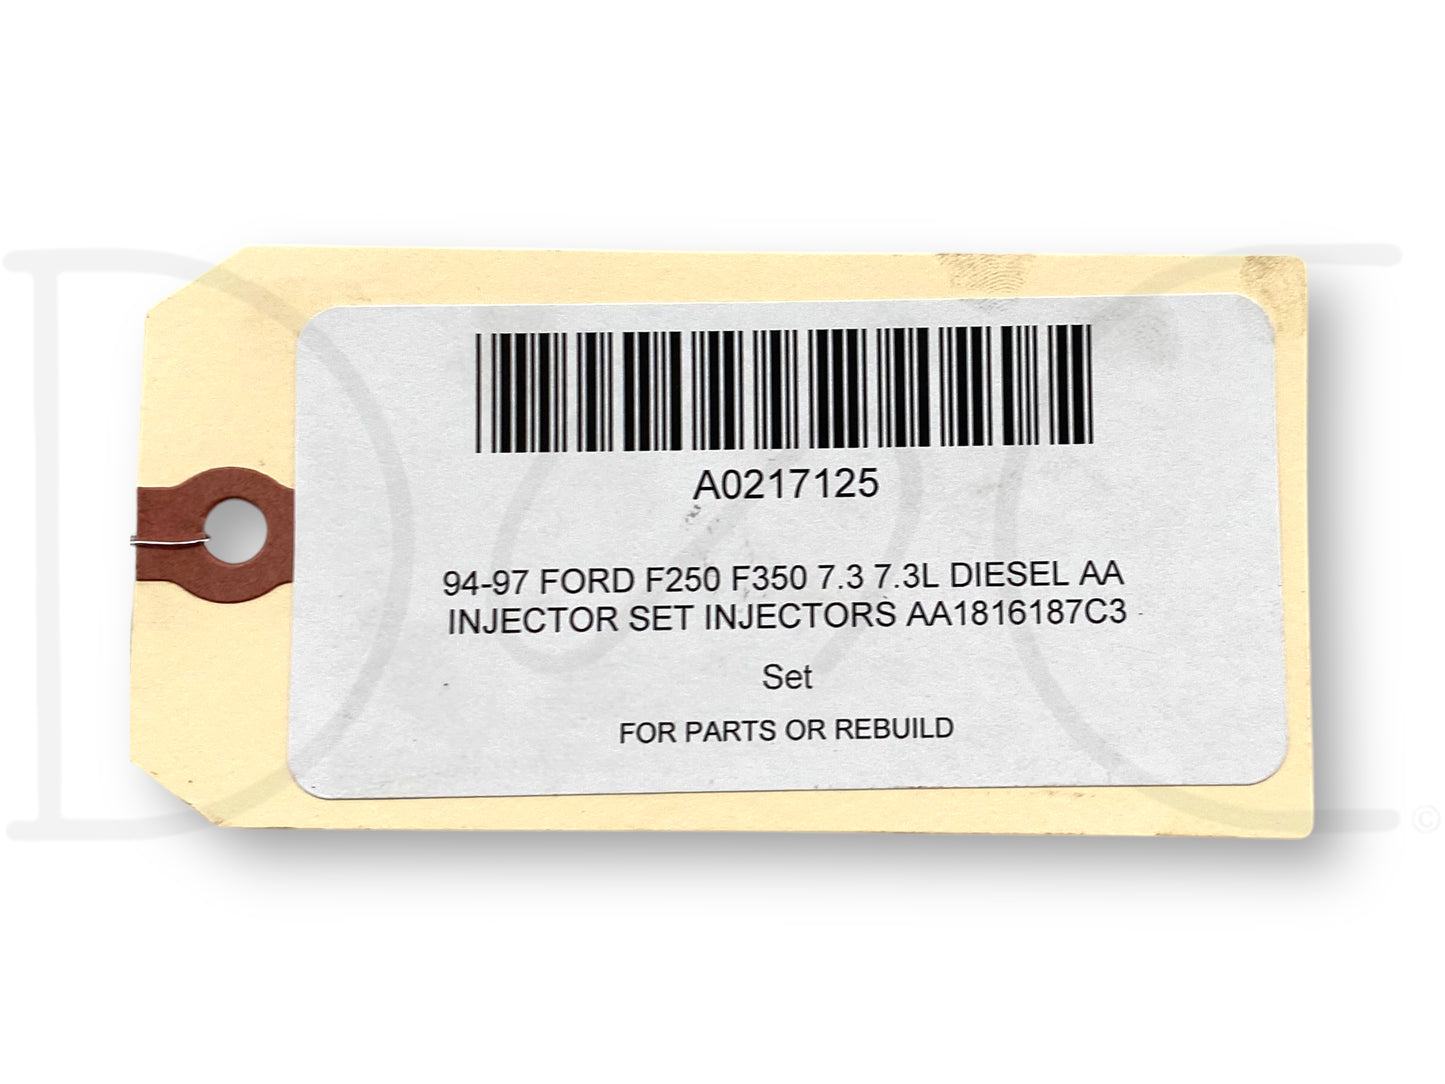 A0217125
94-97 FORD F250 F350 7.3 7.3L DIESEL AA
INJECTOR SET INJECTORS AA1816187C3
Set
FOR PARTS OR REBUILD
D C ©